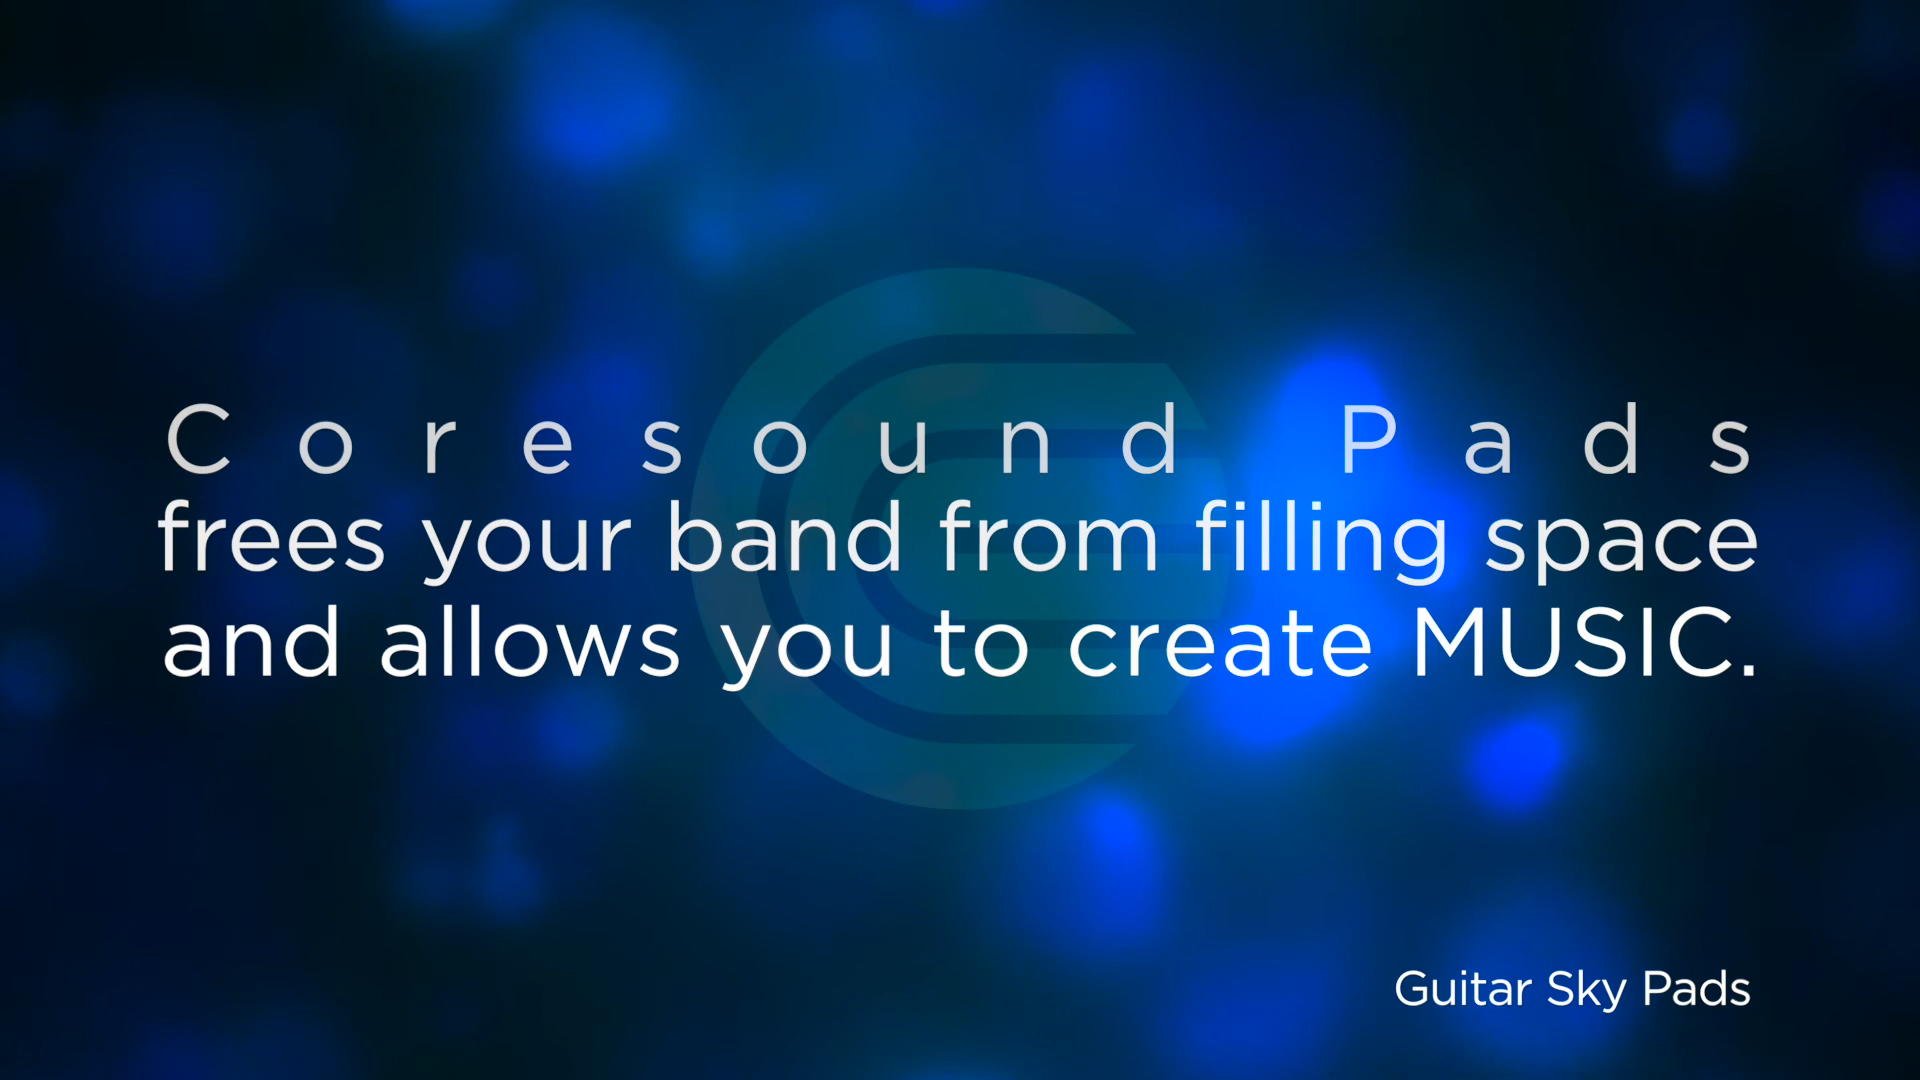 Coresound Pads
frees your band from filling space
and allows you to create MUSIC.
Guitar Sky Pads